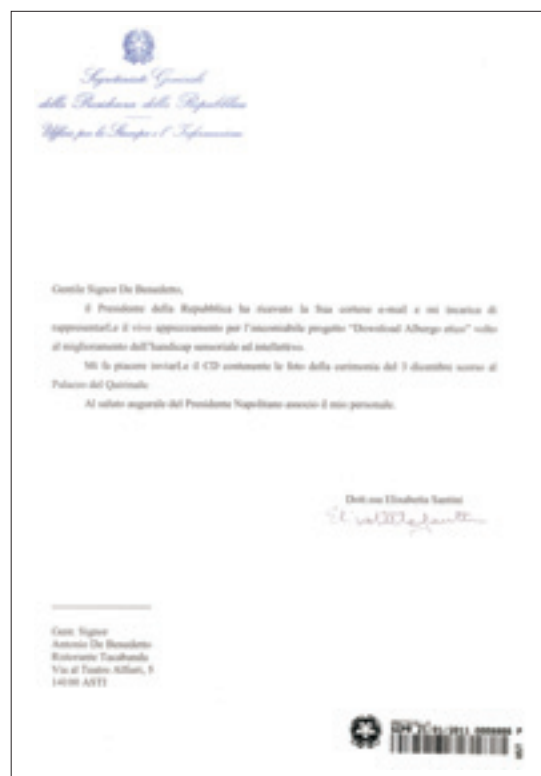 Segretariato Generale
della Presidenza della Repubblica
Ufficio per la Stampa e l'Informazione
Gentile Signor De Benedetto,
il Presidente della Repubblica ha ricevuto la Sua cortese e-mail e mi incarica di
rappresentarLe il vivo apprezzamento per l'encomiabile progetto "Download Albergo etico" volto
al miglioramento dell'handicap sensoriale ed intellettivo.
Mi fa piacere inviarLe il CD contenente le foto della cerimonia del 3 dicembre scorso al
Palazzo del Quirinale.
Al saluto augurale del Presidente Napolitano associo il mio personale.
Dott.ssa Elisabetta Santini
Gent. Signor
Antonio De Benedetto
Ristorante Tacabanda
Via al Teatro Alfieri, 5
14100 ASTI